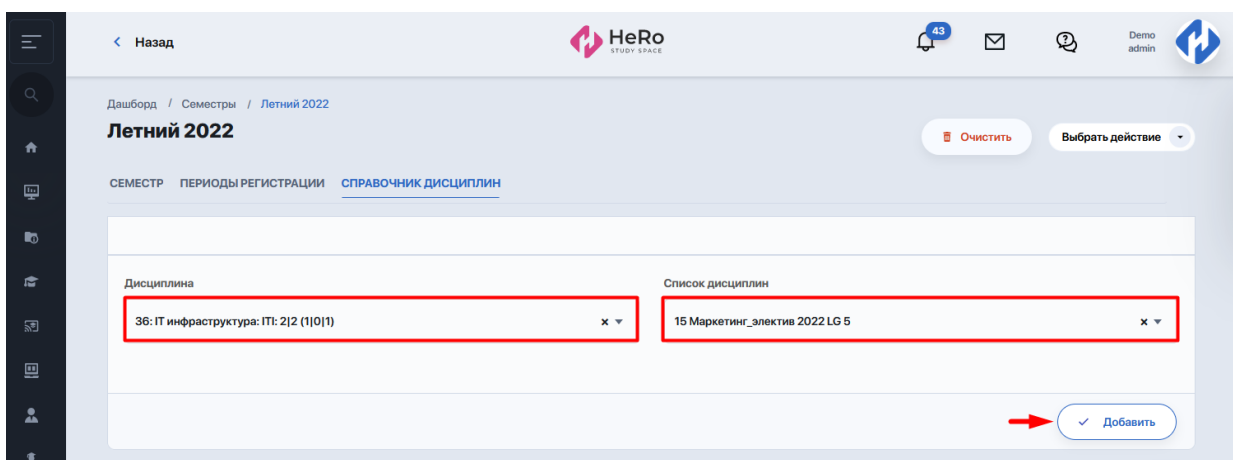 Назад
HeRo
STUDY SPACE
43
Demo
admin
Дашборд / Семестры / Летний 2022
Летний 2022
Очистить
Выбрать действие
СЕМЕСТР ПЕРИОДЫ РЕГИСТРАЦИИ СПРАВОЧНИК ДИСЦИПЛИН
Дисциплина
Список дисциплин
36: IT инфраструктура: ITI: 2|2 (1|0|1)
15 Маркетинг_электив 2022 LG 5
Добавить